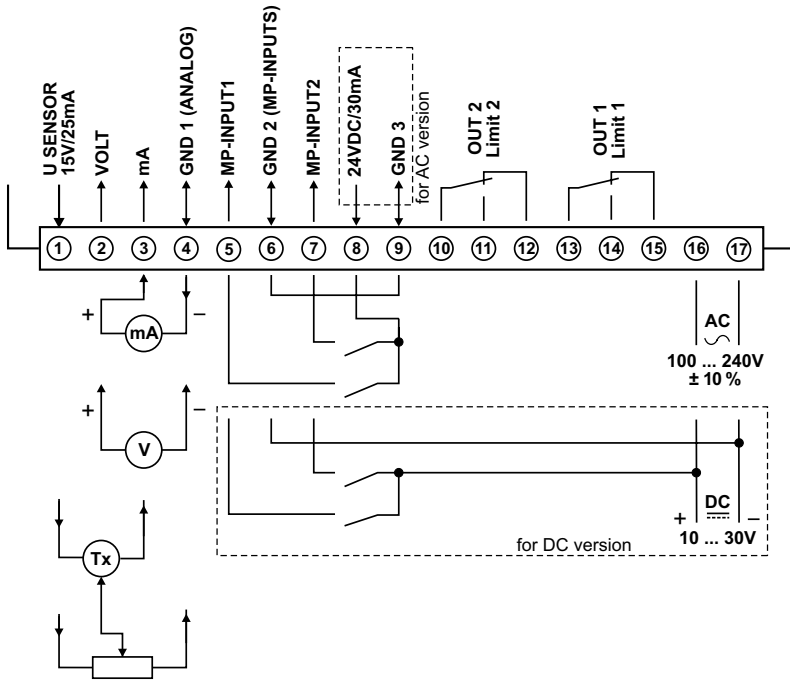 U SENSOR
15V/25mA
VOLT
mA
GND 1 (ANALOG)
MP-INPUT1
GND 2 (MP-INPUTS)
MP-INPUT2
24VDC/30mA
GND 3
for AC version
OUT 2
Limit 2
OUT 1
Limit 1
1 2 3 4 5 6 7 8 9 10 11 12 13 14 15 16 17
+ mA −
AC
100 ... 240V
± 10 %
+ V −
+ DC −
10 ... 30V
for DC version
Tx